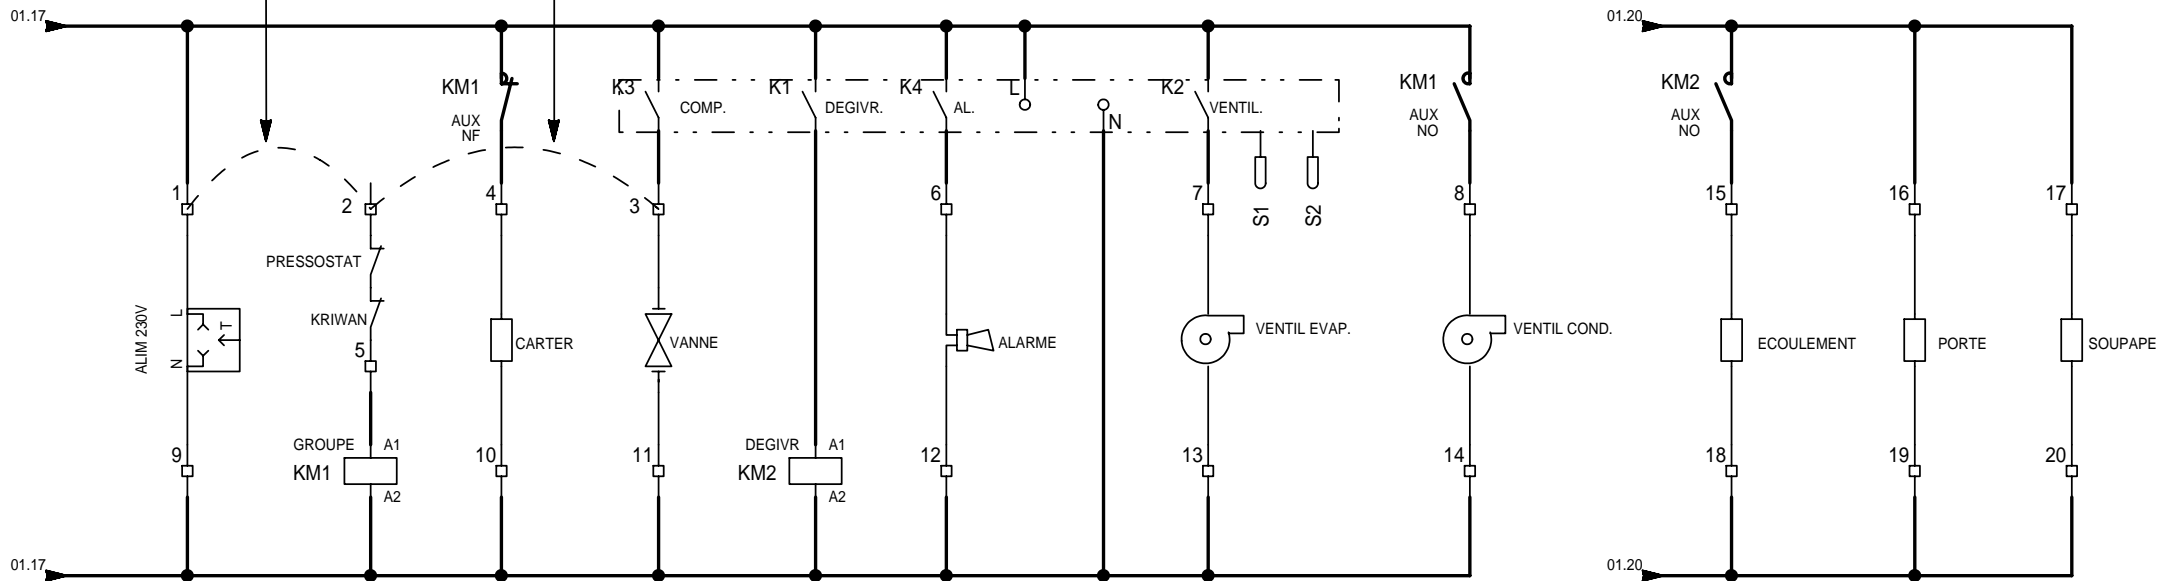 01.17
01.20
KM1
AUX
NF
K3
COMP.
K1
DEGIVR.
K4
AL.
L
N
K2
VENTIL.
KM1
AUX
NO
KM2
AUX
NO
1
2
4
3
6
7
S1
S2
8
15
16
17
PRESSOSTAT
KRIWAN
5
ALIM 230V
L
N
T
CARTER
VANNE
ALARME
VENTIL EVAP.
VENTIL COND.
ECOULEMENT
PORTE
SOUPAPE
9
GROUPE A1
KM1
A2
10
11
DEGIVR A1
KM2
A2
12
13
14
18
19
20
01.17
01.20